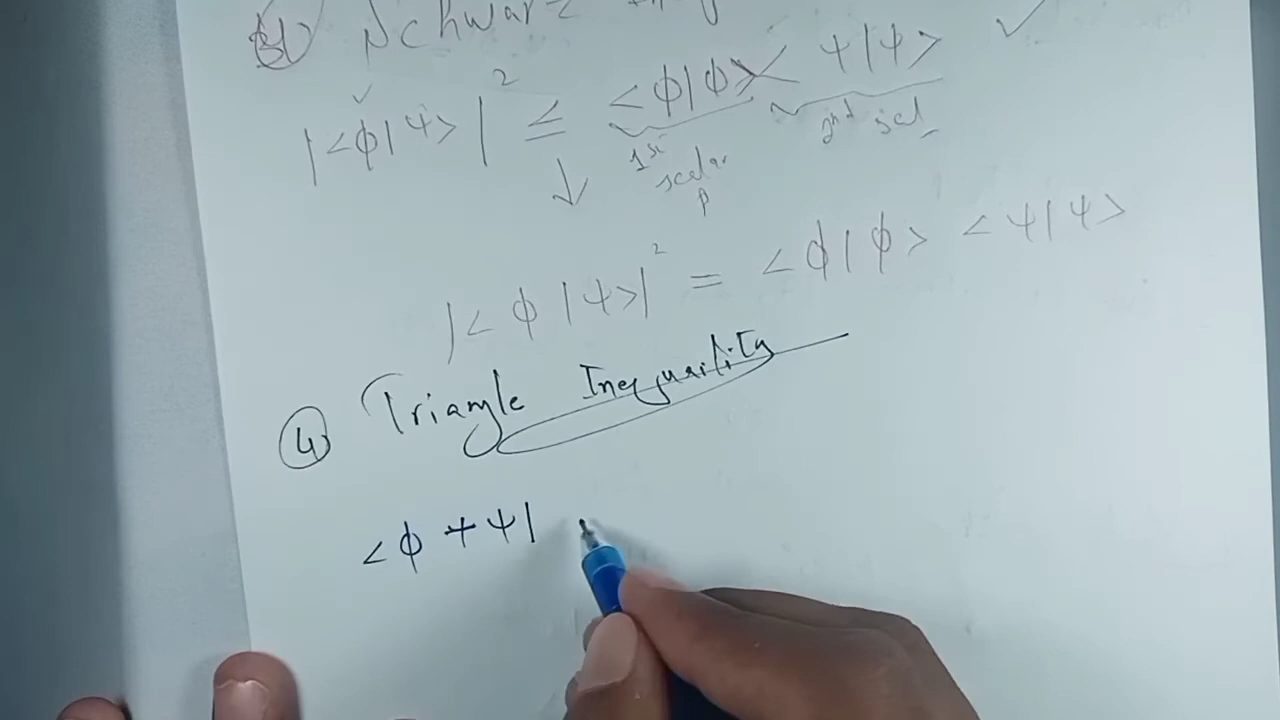 (3) Schwarz
|<φ|ψ>|² ≤ <φ|φ><ψ|ψ> ✓
1st scalar p 2nd scl
↓
|<φ|ψ>|² = <φ|φ> <ψ|ψ>
(4) Triangle Inequality
<φ + ψ|